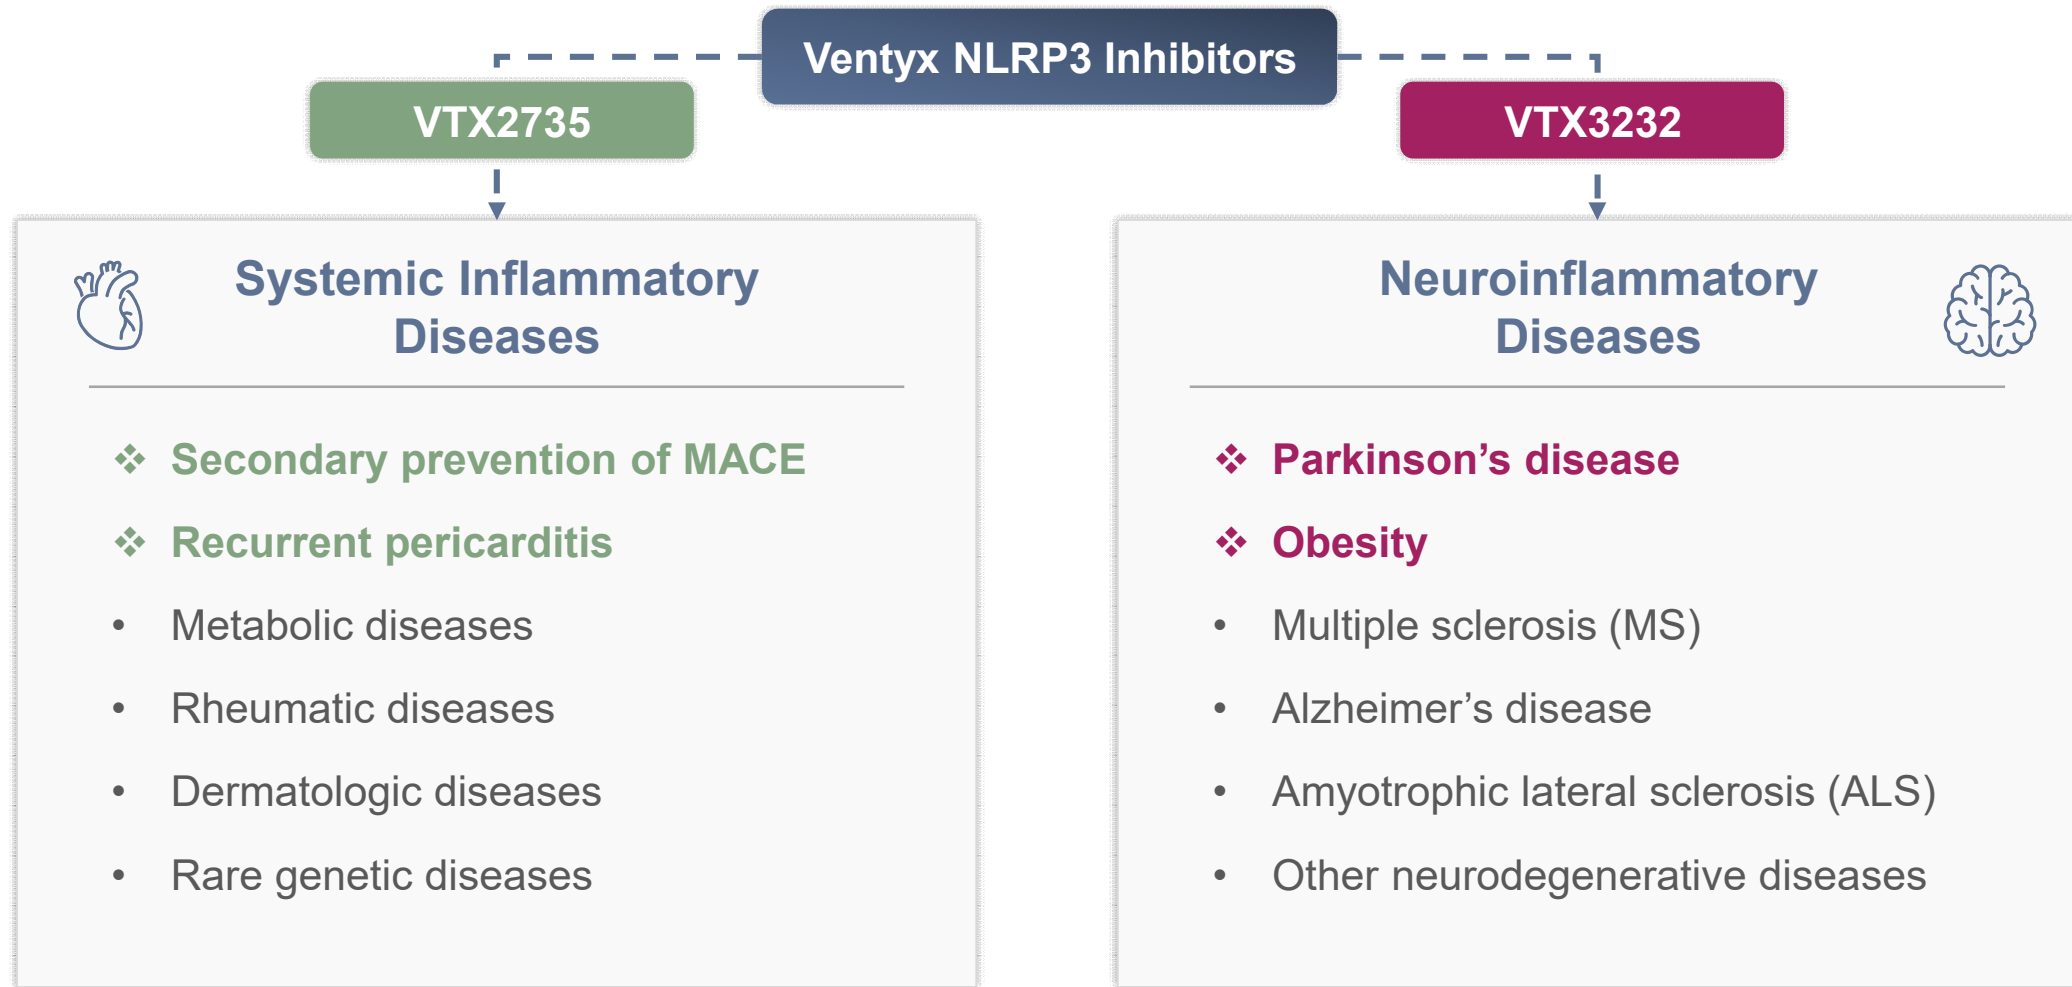 Ventyx NLRP3 Inhibitors
VTX2735
Systemic Inflammatory
Diseases
❖ Secondary prevention of MACE
❖ Recurrent pericarditis
• Metabolic diseases
• Rheumatic diseases
• Dermatologic diseases
• Rare genetic diseases
VTX3232
Neuroinflammatory
Diseases
❖ Parkinson’s disease
❖ Obesity
• Multiple sclerosis (MS)
• Alzheimer’s disease
• Amyotrophic lateral sclerosis (ALS)
• Other neurodegenerative diseases